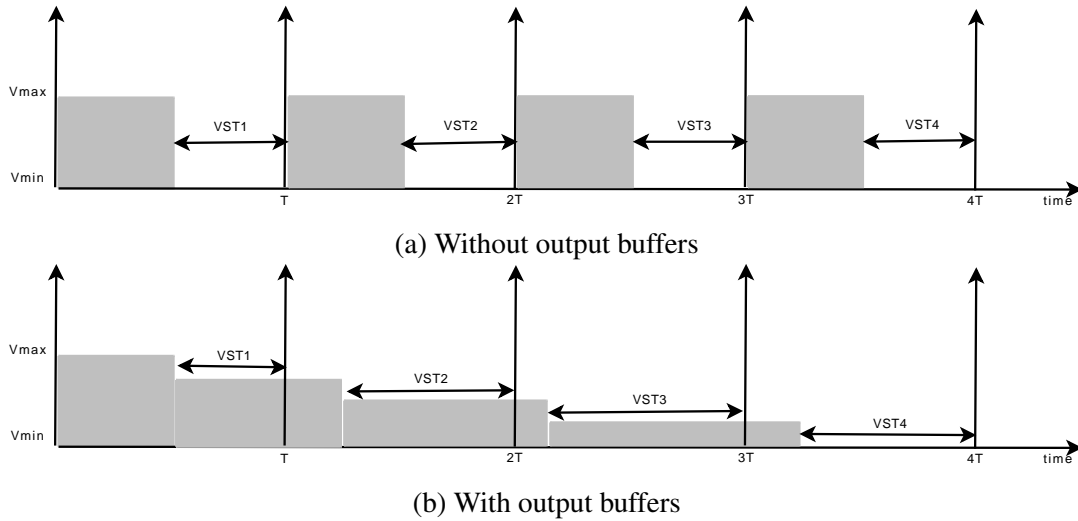 Vmax
VST1 VST2 VST3 VST4
Vmin
T 2T 3T 4T time
(a) Without output buffers
Vmax
VST1
VST2
VST3
VST4
Vmin
T 2T 3T 4T time
(b) With output buffers